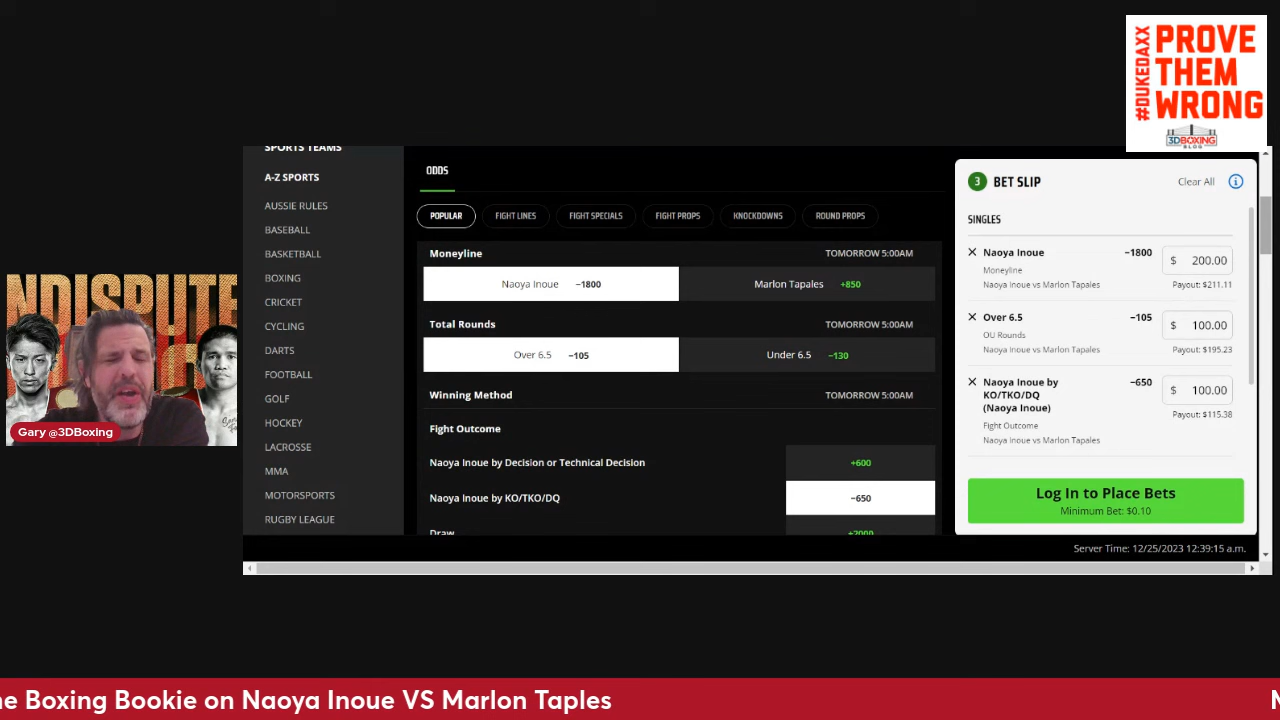 #DUKEDAXX
PROVE
THEM
WRONG
3DBOXING
BLOG
SPORTS TEAMS
A-Z SPORTS
AUSSIE RULES
BASEBALL
BASKETBALL
BOXING
CRICKET
CYCLING
DARTS
FOOTBALL
GOLF
HOCKEY
LACROSSE
MMA
MOTORSPORTS
RUGBY LEAGUE
ODDS
POPULAR FIGHT LINES FIGHT SPECIALS FIGHT PROPS KNOCKDOWNS ROUND PROPS
Moneyline TOMORROW 5:00AM
Naoya Inoue −1800 Marlon Tapales +850
Total Rounds TOMORROW 5:00AM
Over 6.5 −105 Under 6.5 −130
Winning Method TOMORROW 5:00AM
Fight Outcome
Naoya Inoue by Decision or Technical Decision +600
Naoya Inoue by KO/TKO/DQ −650
Draw +2000
3 BET SLIP Clear All
SINGLES
Naoya Inoue −1800 $ 200.00
Moneyline
Naoya Inoue vs Marlon Tapales Payout: $211.11
Over 6.5 −105 $ 100.00
OU Rounds
Naoya Inoue vs Marlon Tapales Payout: $195.23
Naoya Inoue by −650 $ 100.00
KO/TKO/DQ
(Naoya Inoue) Payout: $115.38
Fight Outcome
Naoya Inoue vs Marlon Tapales
Log In to Place Bets
Minimum Bet: $0.10
Server Time: 12/25/2023 12:39:15 a.m.
NDISPUTE
Gary @3DBoxing
ne Boxing Bookie on Naoya Inoue VS Marlon Taples